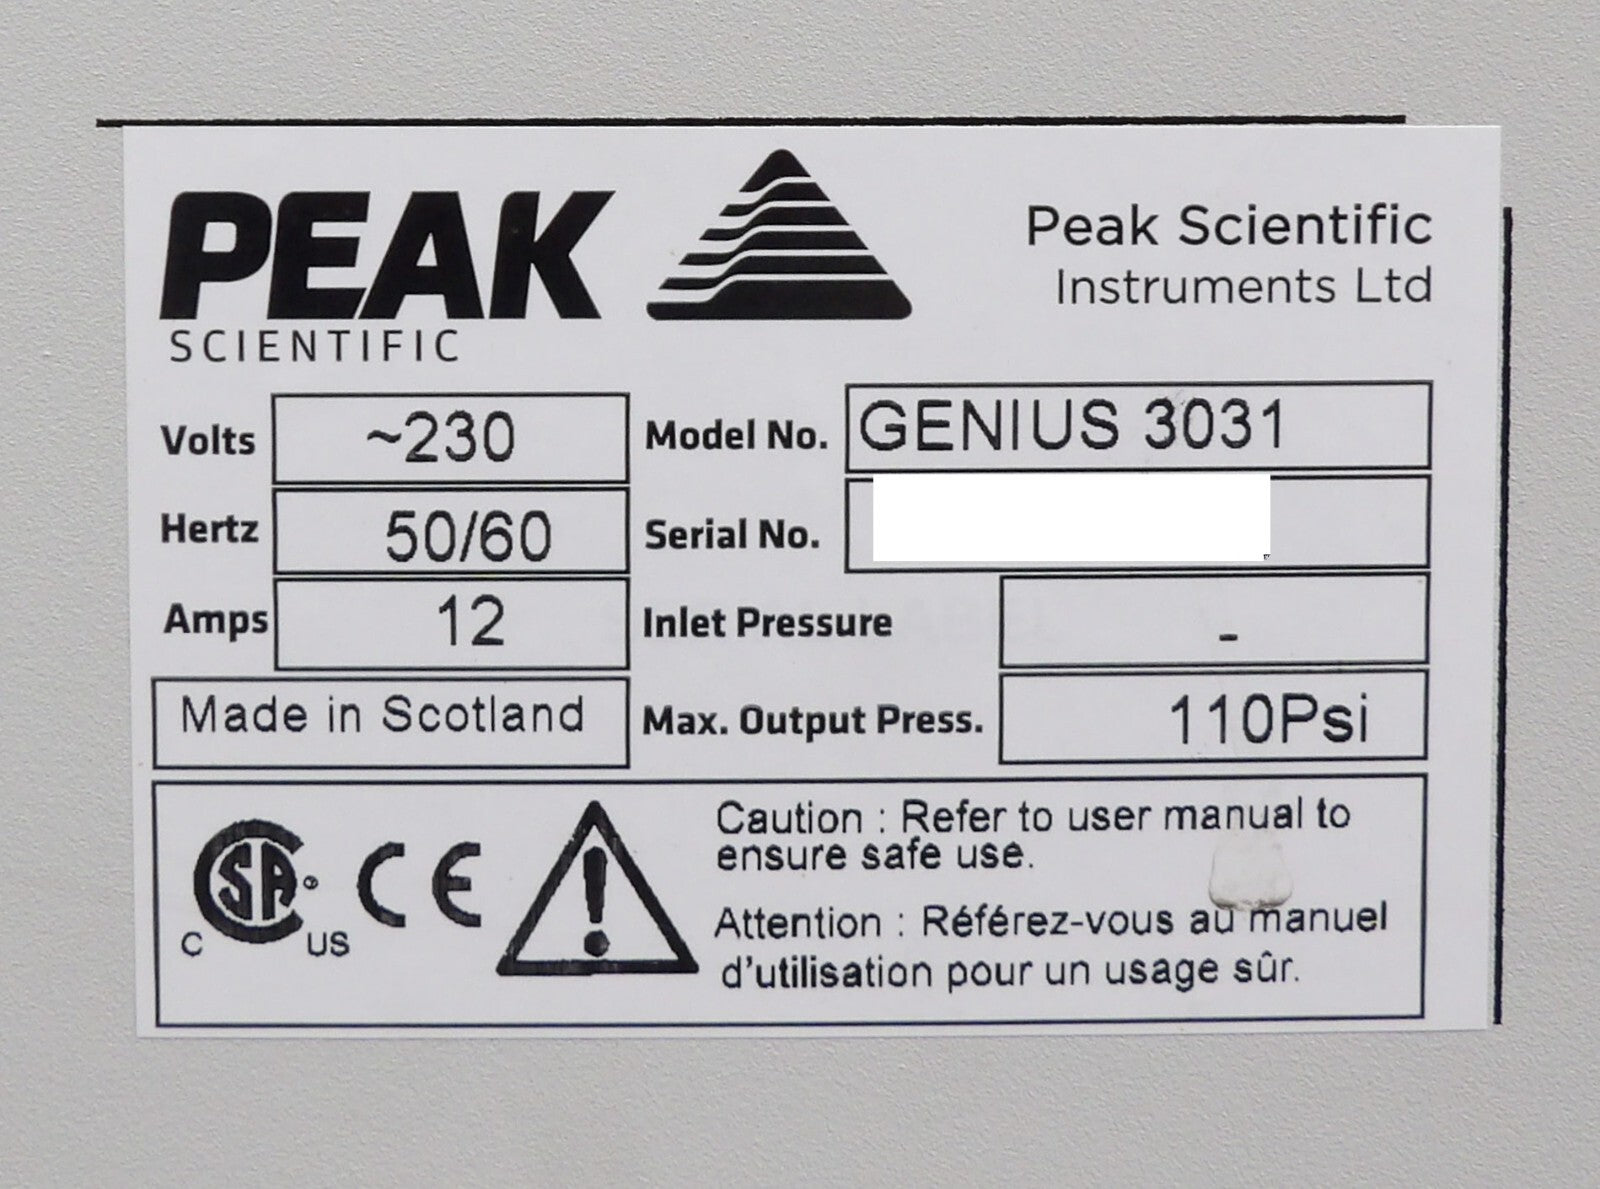 PEAK
SCIENTIFIC
Peak Scientific
Instruments Ltd
Volts ~230
Hertz 50/60
Amps 12
Made in Scotland
Model No. GENIUS 3031
Serial No.
Inlet Pressure -
Max. Output Press. 110Psi
CSA®
C US
CE
Caution : Refer to user manual to
ensure safe use.
Attention : Référez-vous au manuel
d'utilisation pour un usage sûr.